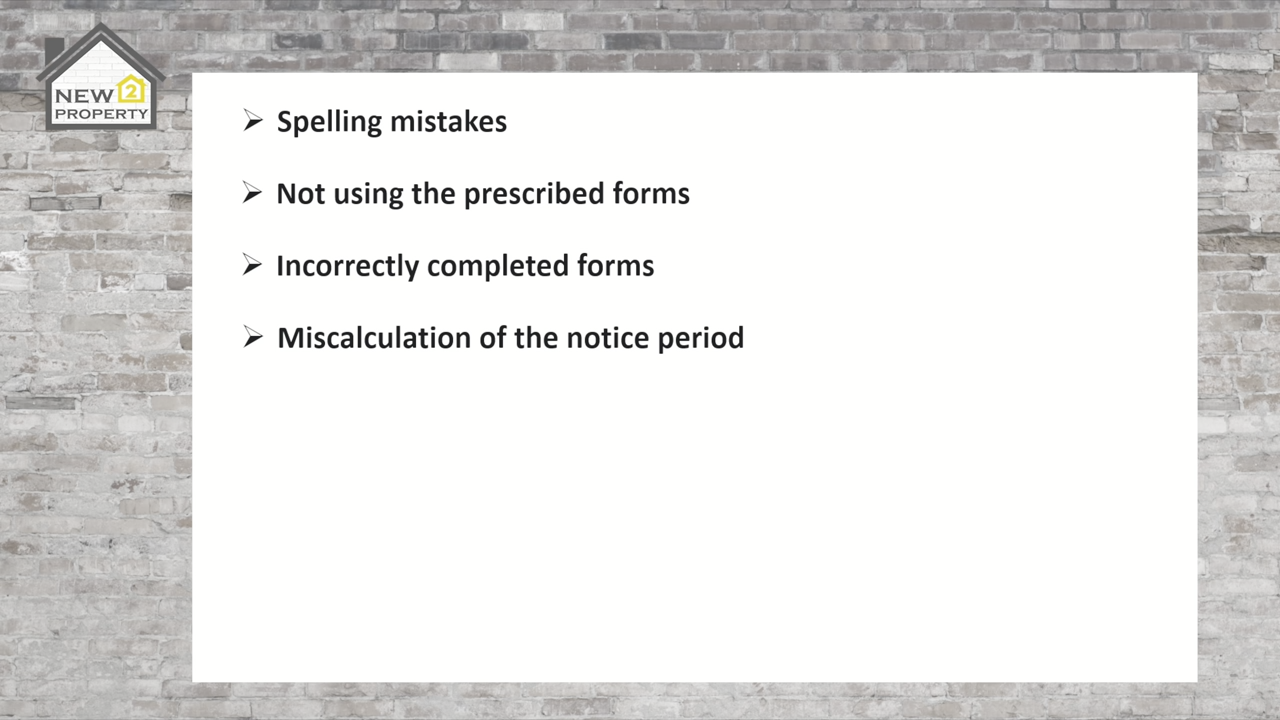 NEW 2
PROPERTY
➢ Spelling mistakes
➢ Not using the prescribed forms
➢ Incorrectly completed forms
➢ Miscalculation of the notice period